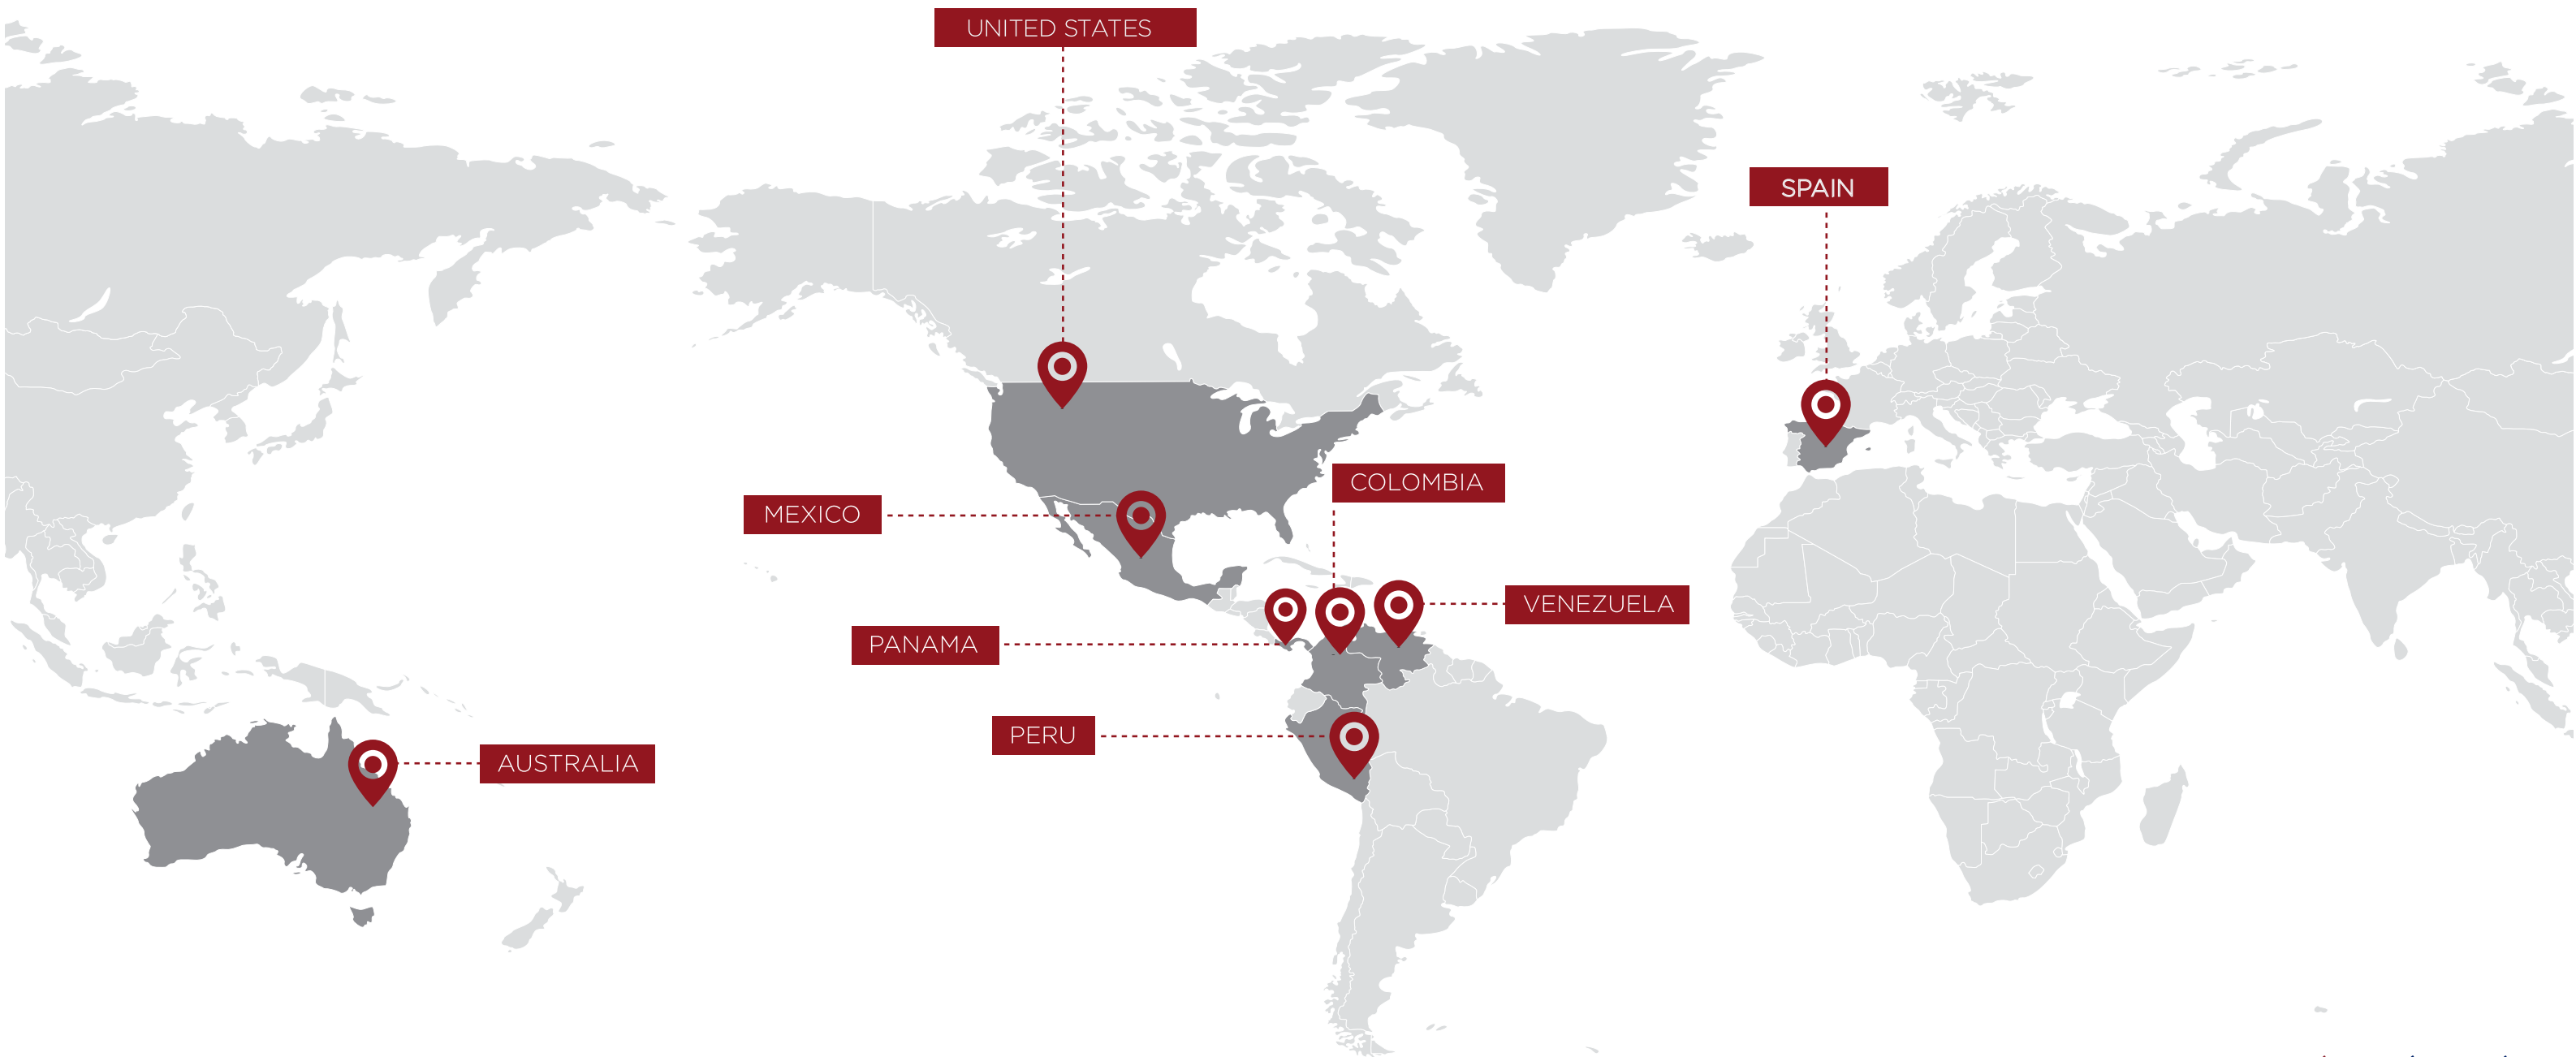 UNITED STATES
SPAIN
COLOMBIA
MEXICO
VENEZUELA
PANAMA
PERU
AUSTRALIA